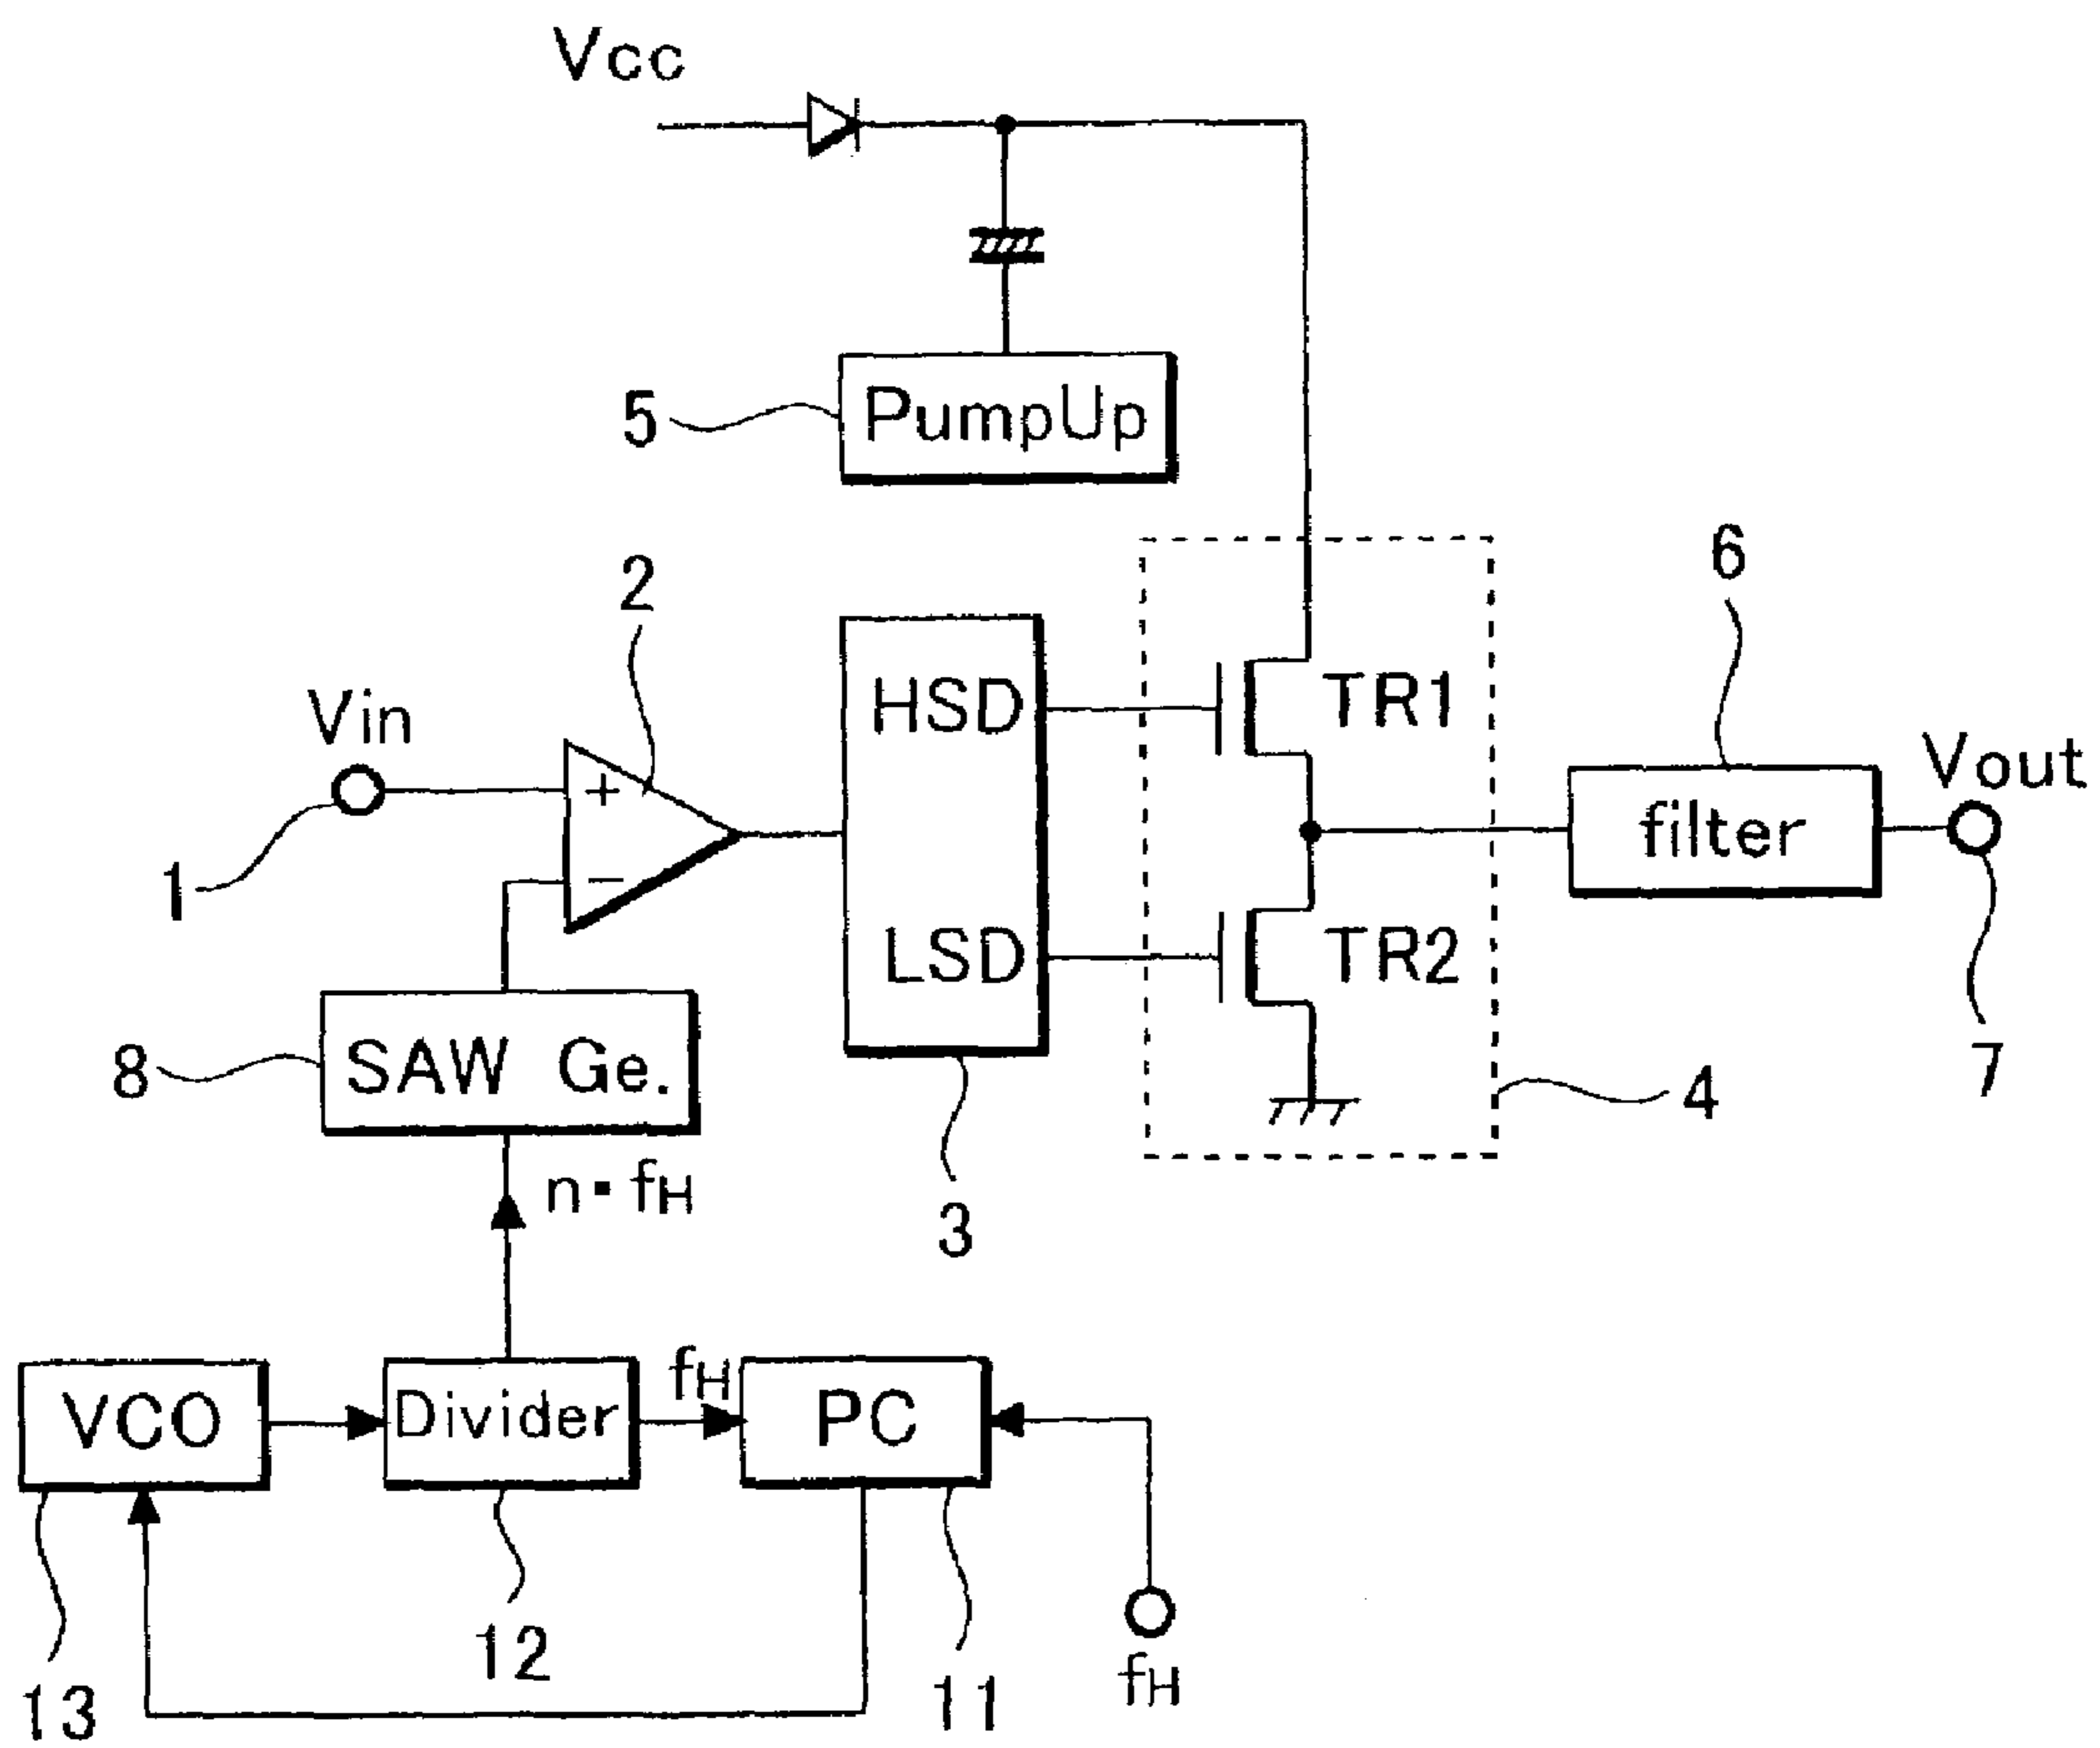 Vcc
5
PumpUp
6
2
Vin
HSD
TR1
Vout
+
filter
1
−
LSD
TR2
8
SAW Ge.
7
4
n・fH
3
VCO
Divider
fH
PC
12
fH
13
11